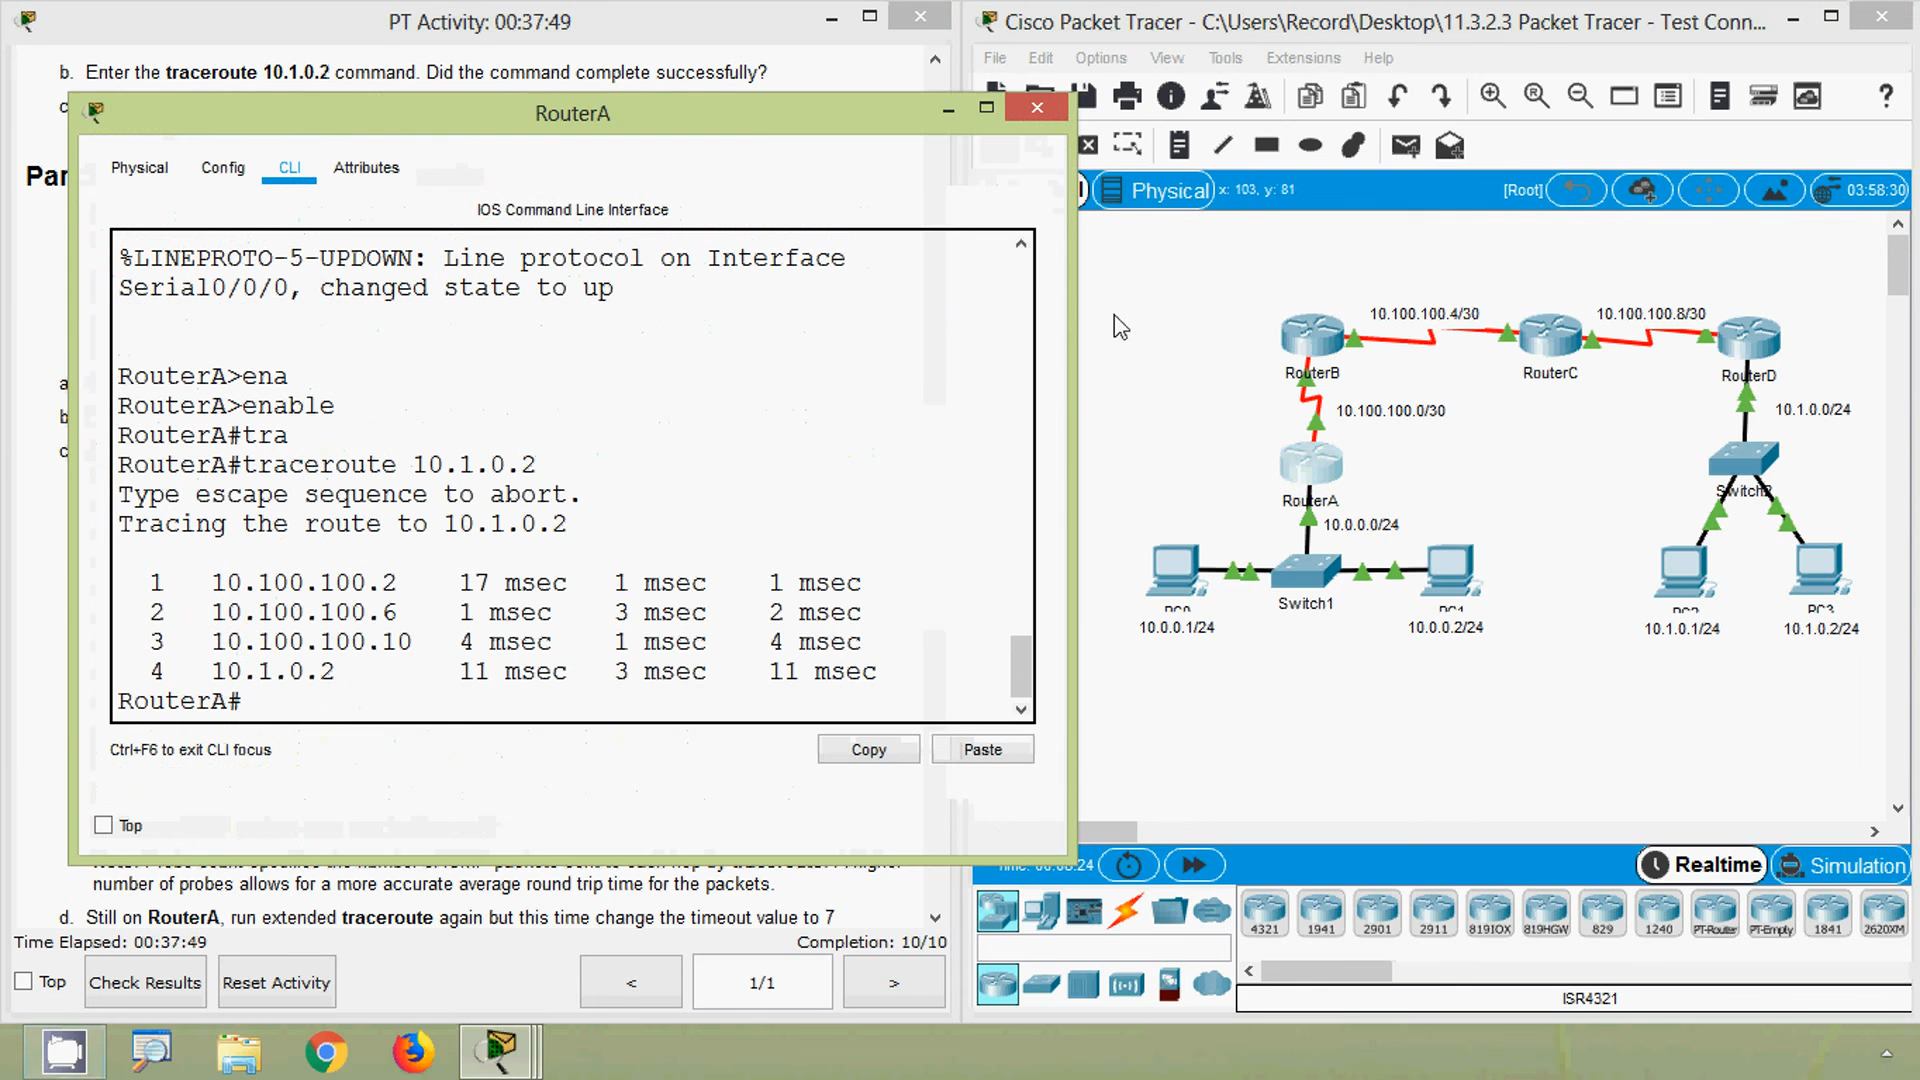 PT Activity: 00:37:49
b. Enter the traceroute 10.1.0.2 command. Did the command complete successfully?
RouterA
Physical Config CLI Attributes
IOS Command Line Interface
%LINEPROTO-5-UPDOWN: Line protocol on Interface
Serial0/0/0, changed state to up
RouterA>ena
RouterA>enable
RouterA#tra
RouterA#traceroute 10.1.0.2
Type escape sequence to abort.
Tracing the route to 10.1.0.2
1 10.100.100.2 17 msec 1 msec 1 msec
2 10.100.100.6 1 msec 3 msec 2 msec
3 10.100.100.10 4 msec 1 msec 4 msec
4 10.1.0.2 11 msec 3 msec 11 msec
RouterA#
Ctrl+F6 to exit CLI focus
Copy
Paste
Top
number of probes allows for a more accurate average round trip time for the packets.
d. Still on RouterA, run extended traceroute again but this time change the timeout value to 7
Time Elapsed: 00:37:49
Completion: 10/10
Top
Check Results
Reset Activity
<
1/1
>
Cisco Packet Tracer - C:\Users\Record\Desktop\11.3.2.3 Packet Tracer - Test Conn...
File Edit Options View Tools Extensions Help
Physical
x: 103, y: 81
[Root]
03:58:30
10.100.100.4/30
10.100.100.8/30
RouterB
RouterC
RouterD
10.100.100.0/30
10.1.0.0/24
RouterA
Switch2
10.0.0.0/24
Switch1
PC0
PC1
PC2
PC3
10.0.0.1/24
10.0.0.2/24
10.1.0.1/24
10.1.0.2/24
Realtime
Simulation
4321 1941 2901 2911 819IOX 819HGW 829 1240 PT-Router PT-Empty 1841 2620XM
ISR4321